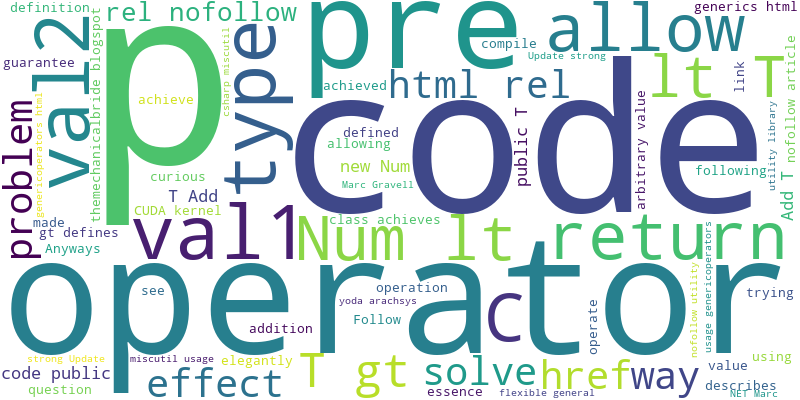 definition
rel nofollow
pre
allow
generics html
guarantee
val2
p
compile
Update strong
themechanicalbride blogspot
csharp miscutil
type
achieved
html rel
lt T
link
problem
genericoperators html
achieve
code
defined
allowing
public T
arbitrary value
utility library
nofollow article
curious
new Num
following
T Add
Marc Gravell
Add T
CUDA kernel
made
gt defines
val1
class achieves
Num lt
return
Anyways
operator
see
operation
yoda arachsys
c
trying
addition
Follow
operate
nofollow utility
usage genericoperators
strong Update
miscutil usage
elegantly
T gt
solve
href
way
value
using
code public
question
effect
essence
flexible general
describes
NET Marc